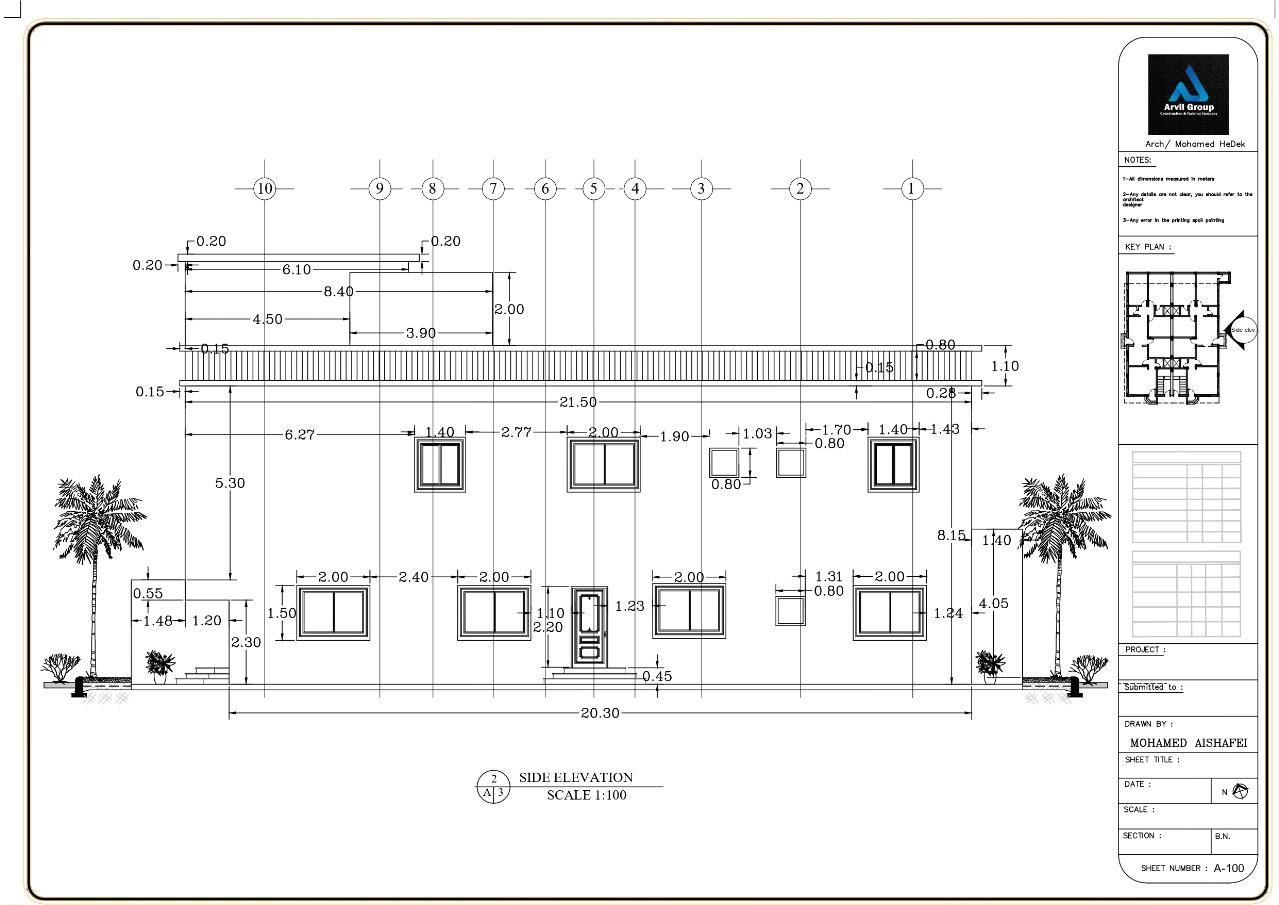 10 9 8 7 6 5 4 3 2 1
0.20 0.20
0.20
6.10
8.40
2.00
4.50
3.90
0.15 0.80
0.15 1.10
0.15 0.28
21.50
6.27 1.40 2.77 2.00 1.90 1.03 1.70 1.40 1.43
0.80
5.30 0.80
8.15 1.40
2.00 2.40 2.00 2.00 1.31 2.00
0.55 0.80
1.50 1.10 1.23 1.24 4.05
1.48 1.20 2.20
2.30
0.45
20.30
2
A 3
SIDE ELEVATION
SCALE 1:100
Arvil Group
Construction & Training Company
Arch/ Mohamed HeDek
NOTES:
1-All dimensions measured in meters
2-Any details are not clear, you should refer to the
architect
designer
3-Any error in the printing spoil painting
KEY PLAN :
Side elev.
PROJECT :
Submitted to :
DRAWN BY :
MOHAMED AISHAFEI
SHEET TITLE :
DATE :
N
SCALE :
SECTION : B.N.
SHEET NUMBER : A-100